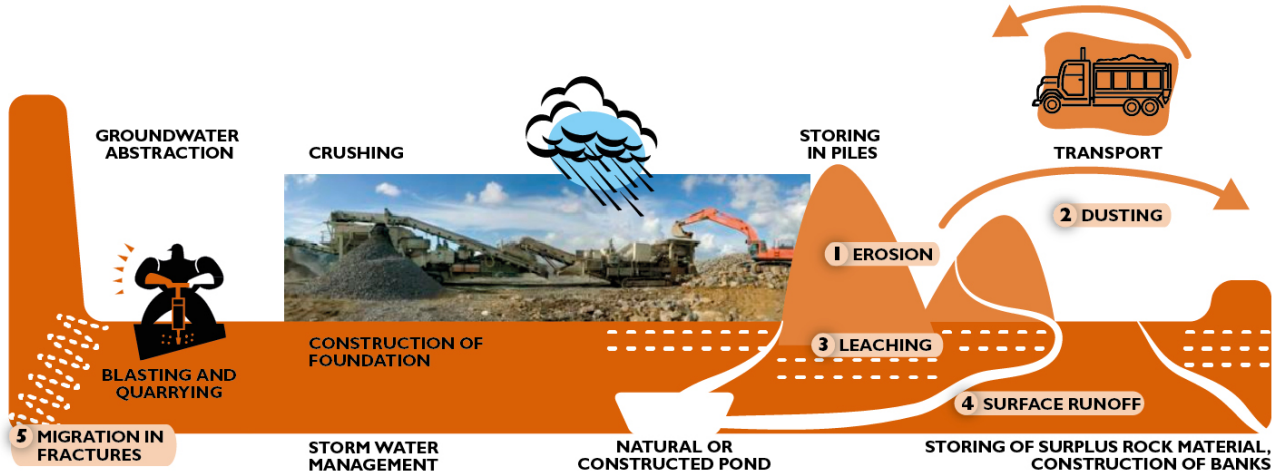 GROUNDWATER
ABSTRACTION
CRUSHING
STORING
IN PILES
TRANSPORT
2 DUSTING
1 EROSION
3 LEACHING
CONSTRUCTION OF
FOUNDATION
BLASTING AND
QUARRYING
4 SURFACE RUNOFF
5 MIGRATION IN
FRACTURES
STORM WATER
MANAGEMENT
NATURAL OR
CONSTRUCTED POND
STORING OF SURPLUS ROCK MATERIAL,
CONSTRUCTION OF BANKS